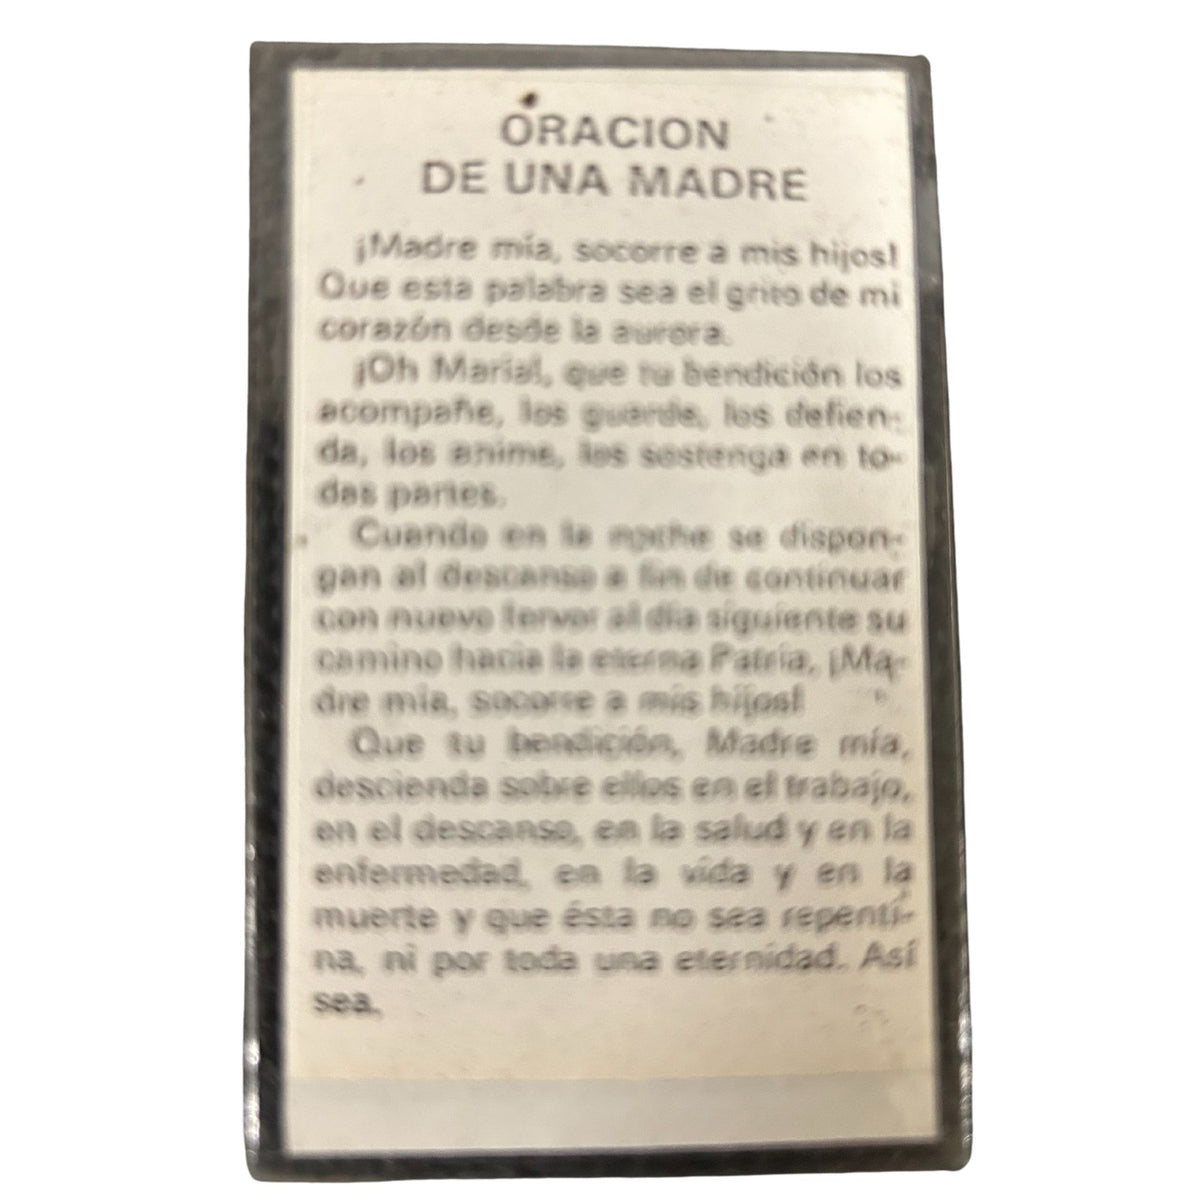 ORACION
DE UNA MADRE
¡Madre mía, socorre a mis hijos!
Que esta palabra sea el grito de mi
corazón desde la aurora.
¡Oh María!, que tu bendición los
acompañe, los guarde, los defien-
da, los anime, los sostenga en to-
das partes.
Cuando en la noche se dispon-
gan al descanso a fin de continuar
con nuevo fervor al día siguiente su
camino hacia la eterna Patria, ¡Ma-
dre mía, socorre a mis hijos!
Que tu bendición, Madre mía,
descienda sobre ellos en el trabajo,
en el descanso, en la salud y en la
enfermedad, en la vida y en la
muerte y que ésta no sea repenti-
na, ni por toda una eternidad. Así
sea.